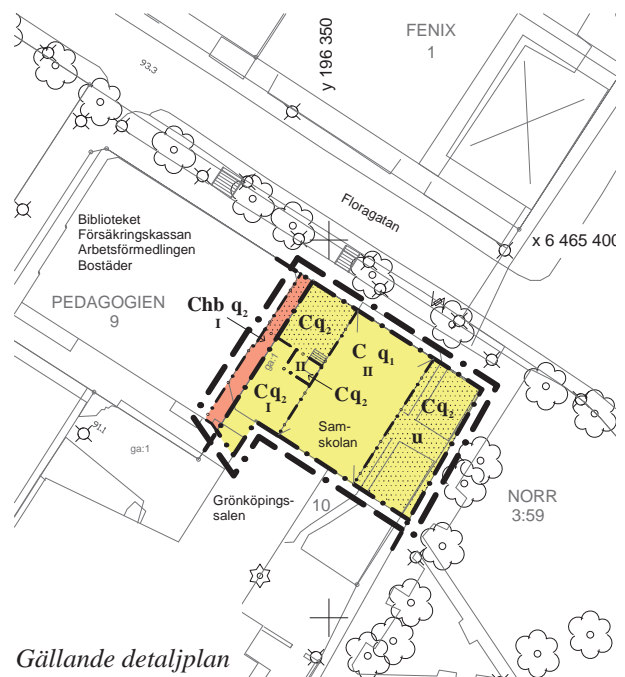 FENIX
1
y 196 350
93.3
Floragatan
x 6 465 400
Biblioteket
Försäkringskassan
Arbetsförmedlingen
Bostäder
PEDAGOGIEN
9
Chb q2
I
Cq2
C q1
II
ga:1
II
Cq2
Cq2
I
Cq2
u
Sam-
skolan
91.1
ga:1
Grönköpings-
salen
10
NORR
3:59
Gällande detaljplan